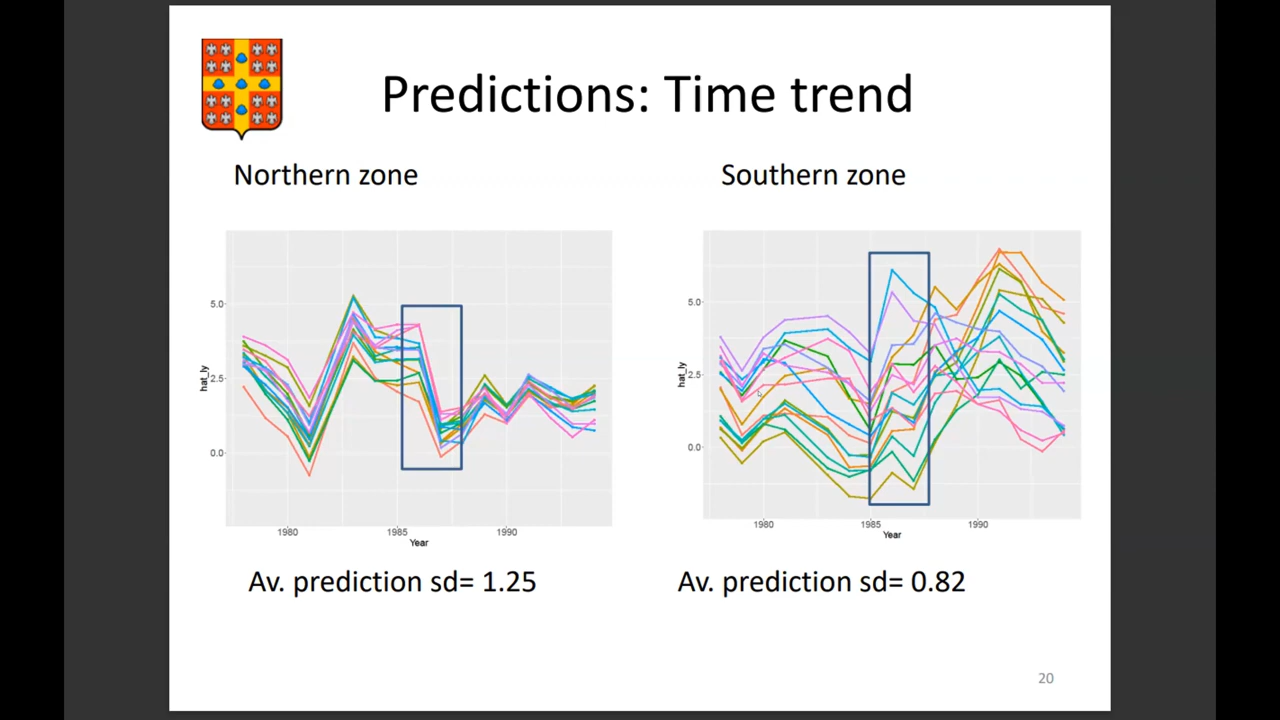 Predictions: Time trend
Northern zone
Southern zone
hat_ly
5.0
2.5
0.0
1980
1985
1990
Year
hat_ly
5.0
2.5
0.0
1980
1985
1990
Year
Av. prediction sd= 1.25
Av. prediction sd= 0.82
20